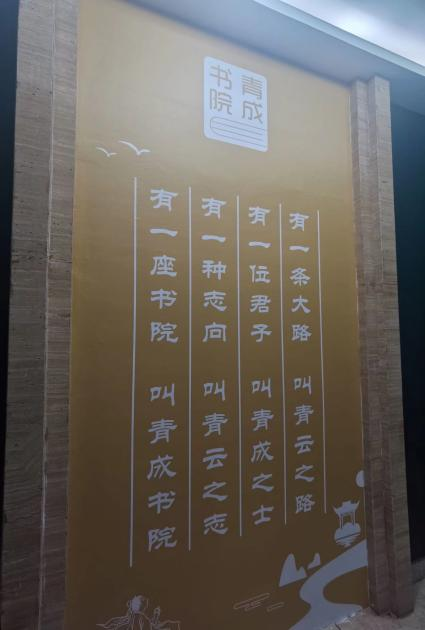 青成
书院
有一条大路 叫青云之路
有一位君子 叫青成之士
有一种志向 叫青云之志
有一座书院 叫青成书院